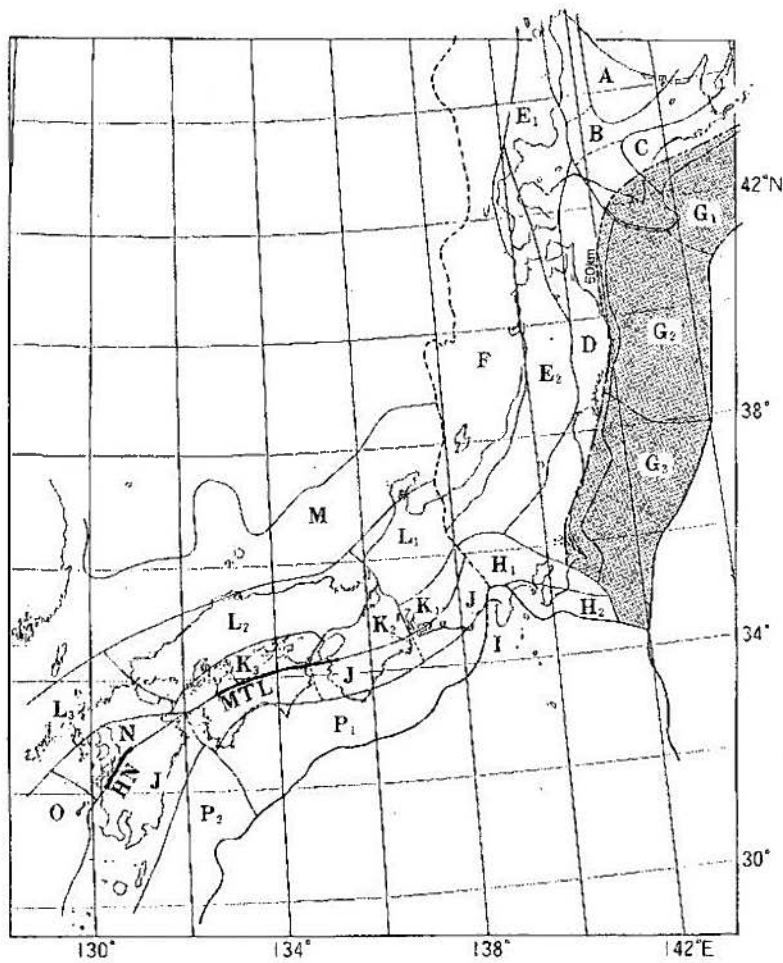 A
E₁
B
C
42°N
G₁
50km
G₂
F
E₂
D
38°
G₃
M
L₁
H₁
L₂
K₁
J
H₂
K₂
I
34°
K₃
MTL
J
L₃
P₁
N
HN
J
O
P₂
30°
130°
134°
138°
142°E